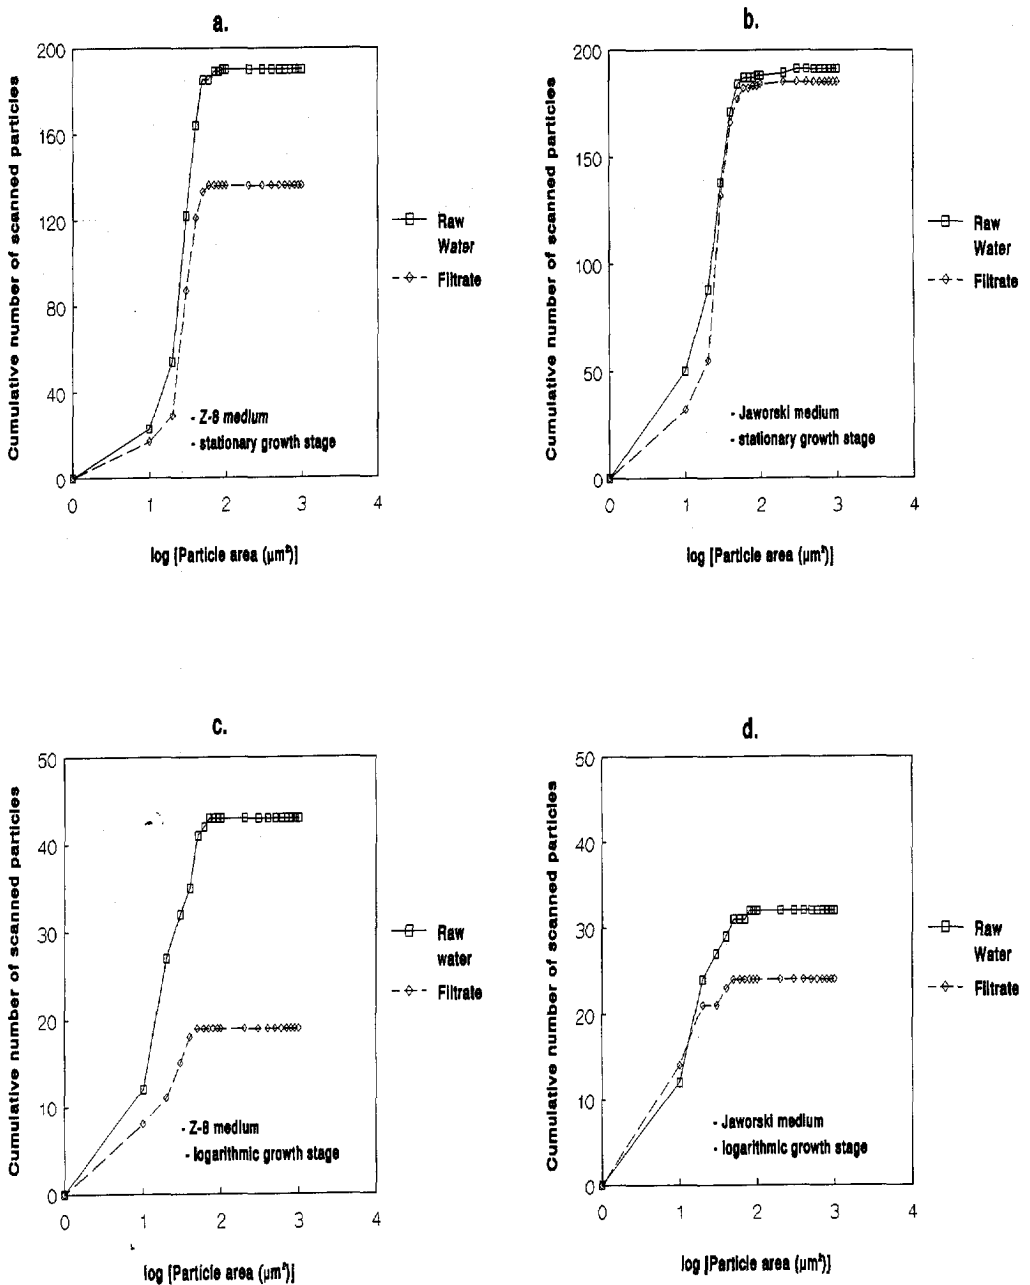 a.
Cumulative number of scanned particles
200
160
120
80
40
0
0 1 2 3 4
- Z-8 medium
- stationary growth stage
log [Particle area (µm²)]
Raw
Water
Filtrate
b.
Cumulative number of scanned particles
200
150
100
50
0
0 1 2 3 4
- Jaworski medium
- stationary growth stage
log [Particle area (µm²)]
Raw
Water
Filtrate
c.
Cumulative number of scanned particles
50
40
30
20
10
0
0 1 2 3 4
- Z-8 medium
- logarithmic growth stage
log [Particle area (µm²)]
Raw
water
Filtrate
d.
Cumulative number of scanned particles
50
40
30
20
10
0
0 1 2 3 4
- Jaworski medium
- logarithmic growth stage
log [Particle area (µm²)]
Raw
Water
Filtrate